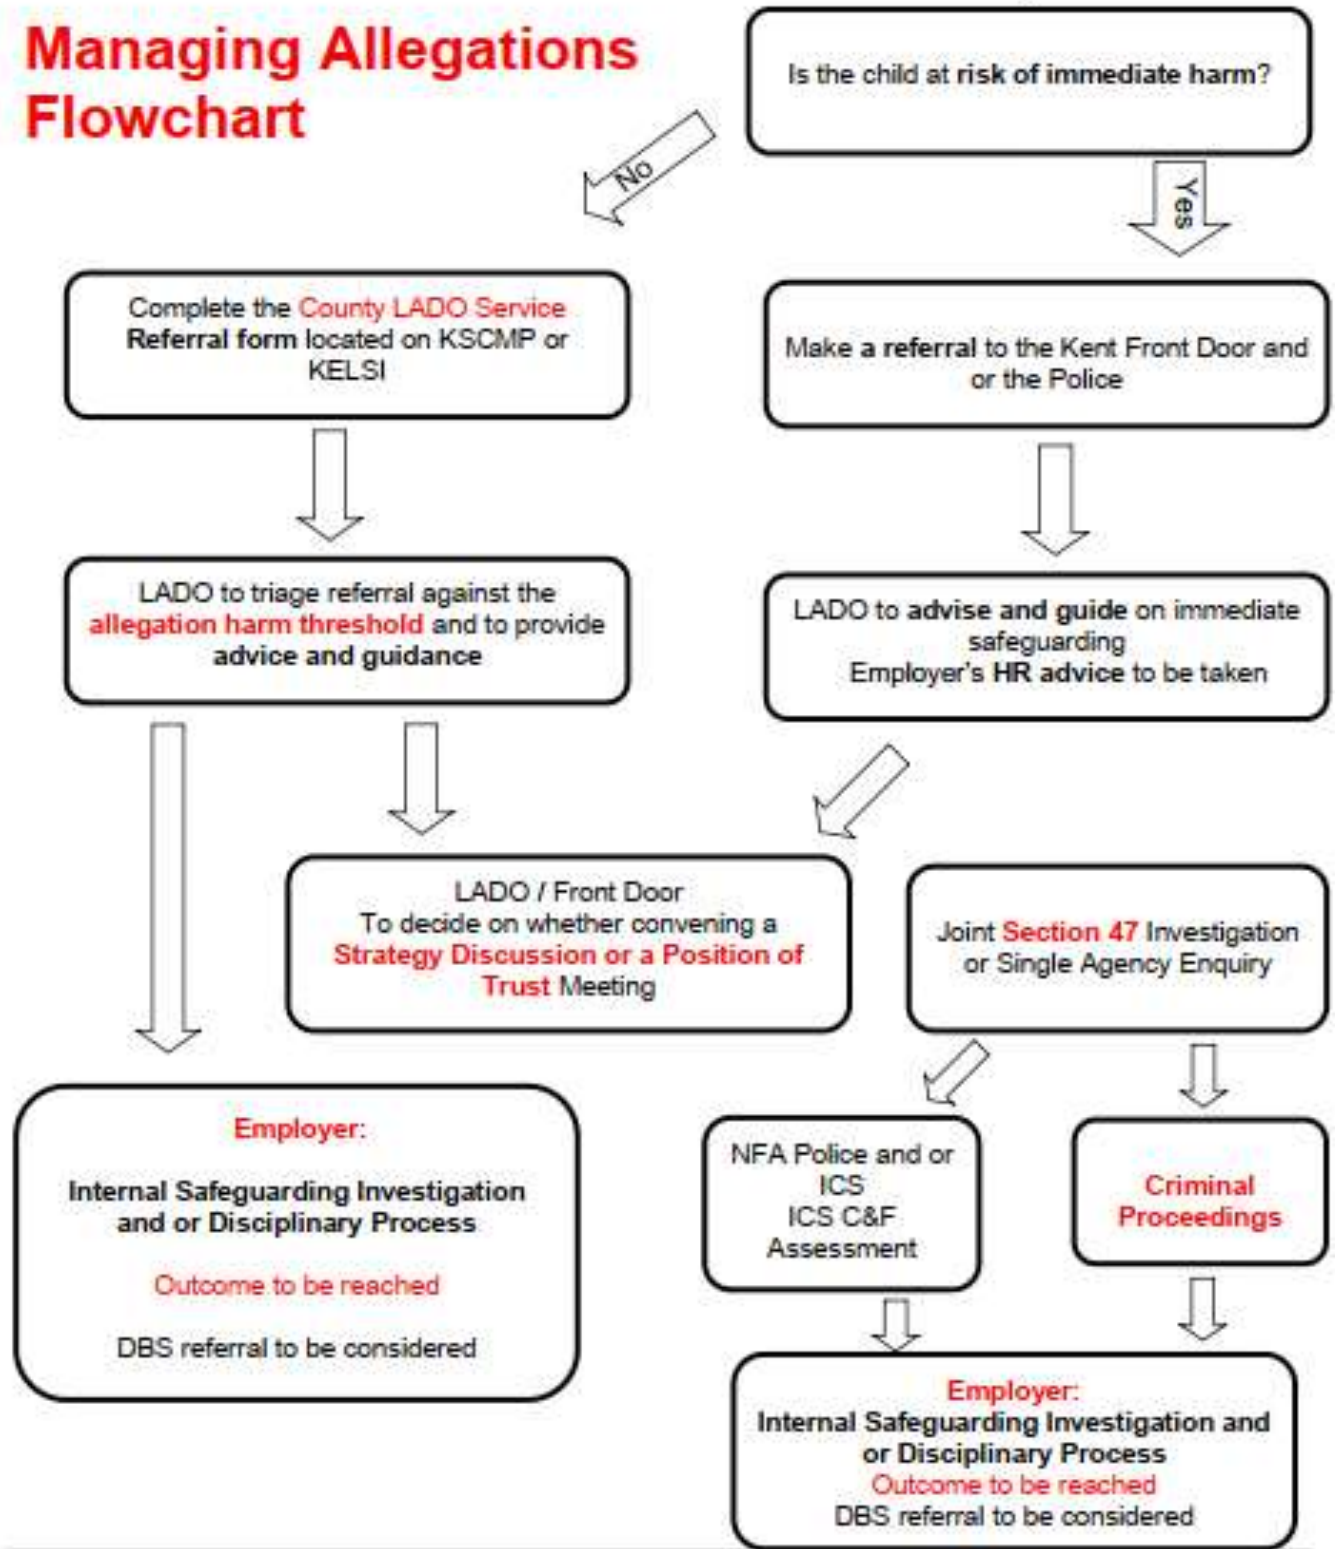 Managing Allegations
Flowchart
Is the child at risk of immediate harm?
No
Yes
Complete the County LADO Service
Referral form located on KSCMP or
KELSI
Make a referral to the Kent Front Door and
or the Police
LADO to triage referral against the
allegation harm threshold and to provide
advice and guidance
LADO to advise and guide on immediate
safeguarding
Employer's HR advice to be taken
LADO / Front Door
To decide on whether convening a
Strategy Discussion or a Position of
Trust Meeting
Joint Section 47 Investigation
or Single Agency Enquiry
Employer:
Internal Safeguarding Investigation
and or Disciplinary Process
Outcome to be reached
DBS referral to be considered
NFA Police and or
ICS
ICS C&F
Assessment
Criminal
Proceedings
Employer:
Internal Safeguarding Investigation and
or Disciplinary Process
Outcome to be reached
DBS referral to be considered